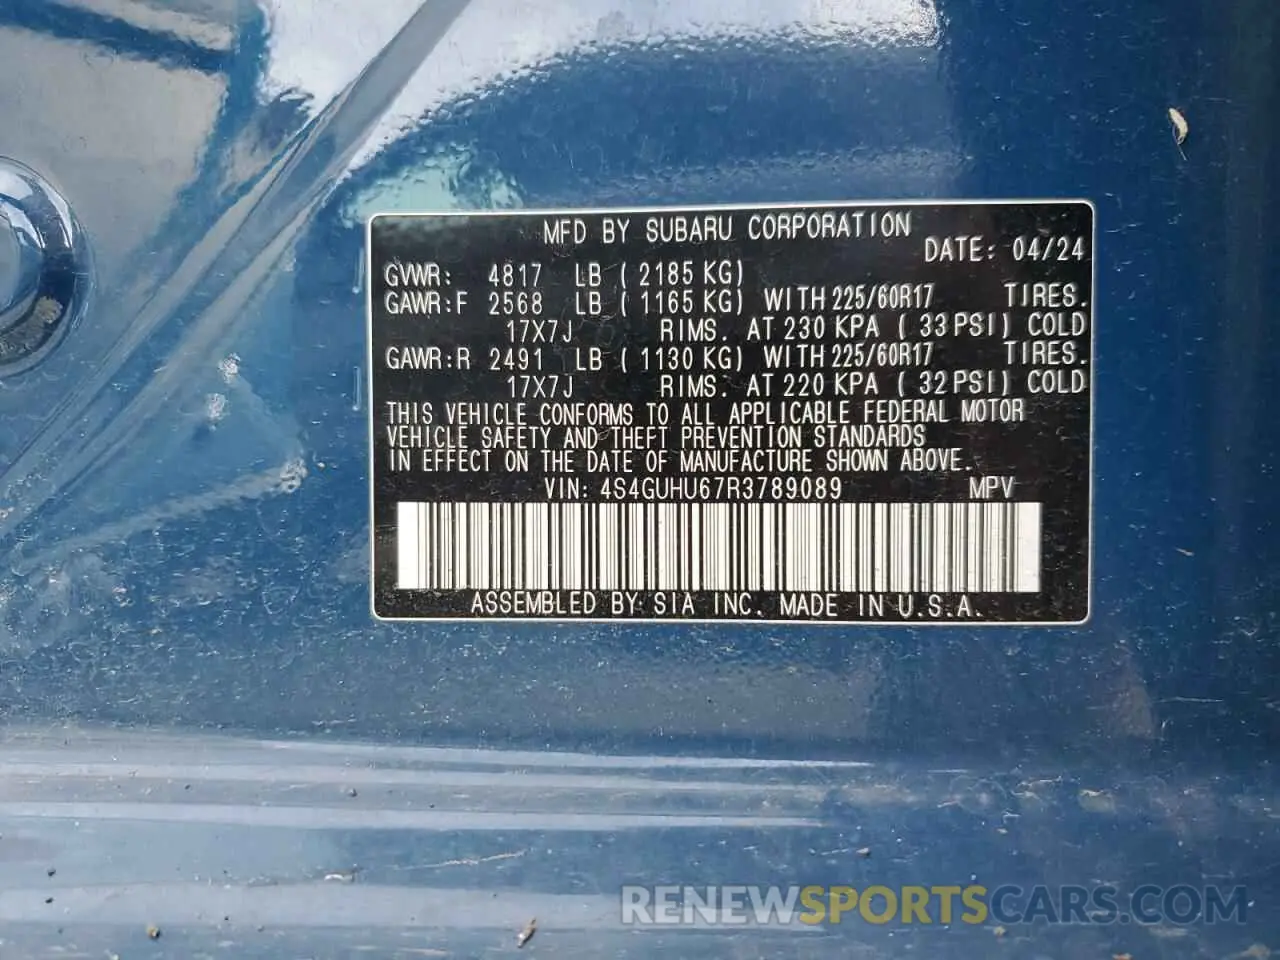 MFD BY SUBARU CORPORATION
DATE: 04/24
GVWR: 4817 LB (2185 KG)
GAWR:F 2568 LB (1165 KG) WITH 225/60R17 TIRES.
17X7J RIMS. AT 230 KPA (33 PSI) COLD
GAWR:R 2491 LB (1130 KG) WITH 225/60R17 TIRES.
17X7J RIMS. AT 220 KPA (32 PSI) COLD
THIS VEHICLE CONFORMS TO ALL APPLICABLE FEDERAL MOTOR
VEHICLE SAFETY AND THEFT PREVENTION STANDARDS
IN EFFECT ON THE DATE OF MANUFACTURE SHOWN ABOVE.
VIN: 4S4GUHU67R3789089 MPV
ASSEMBLED BY SIA INC. MADE IN U.S.A.
RENEWSPORTSCARS.COM